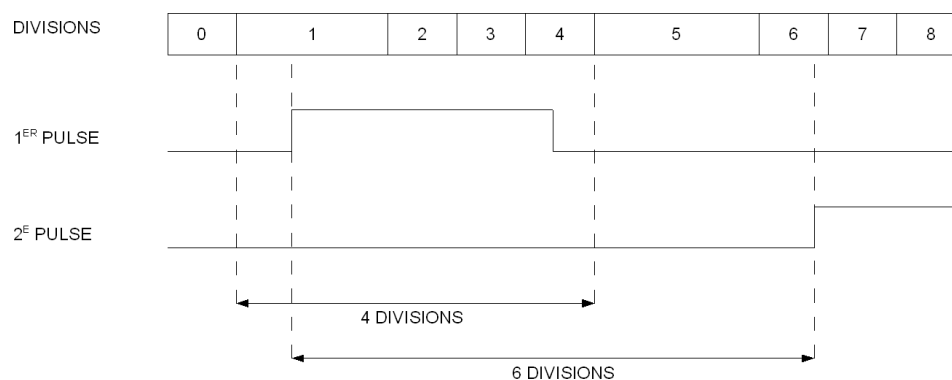 DIVISIONS 0 1 2 3 4 5 6 7 8
1ER PULSE
2E PULSE
4 DIVISIONS
6 DIVISIONS